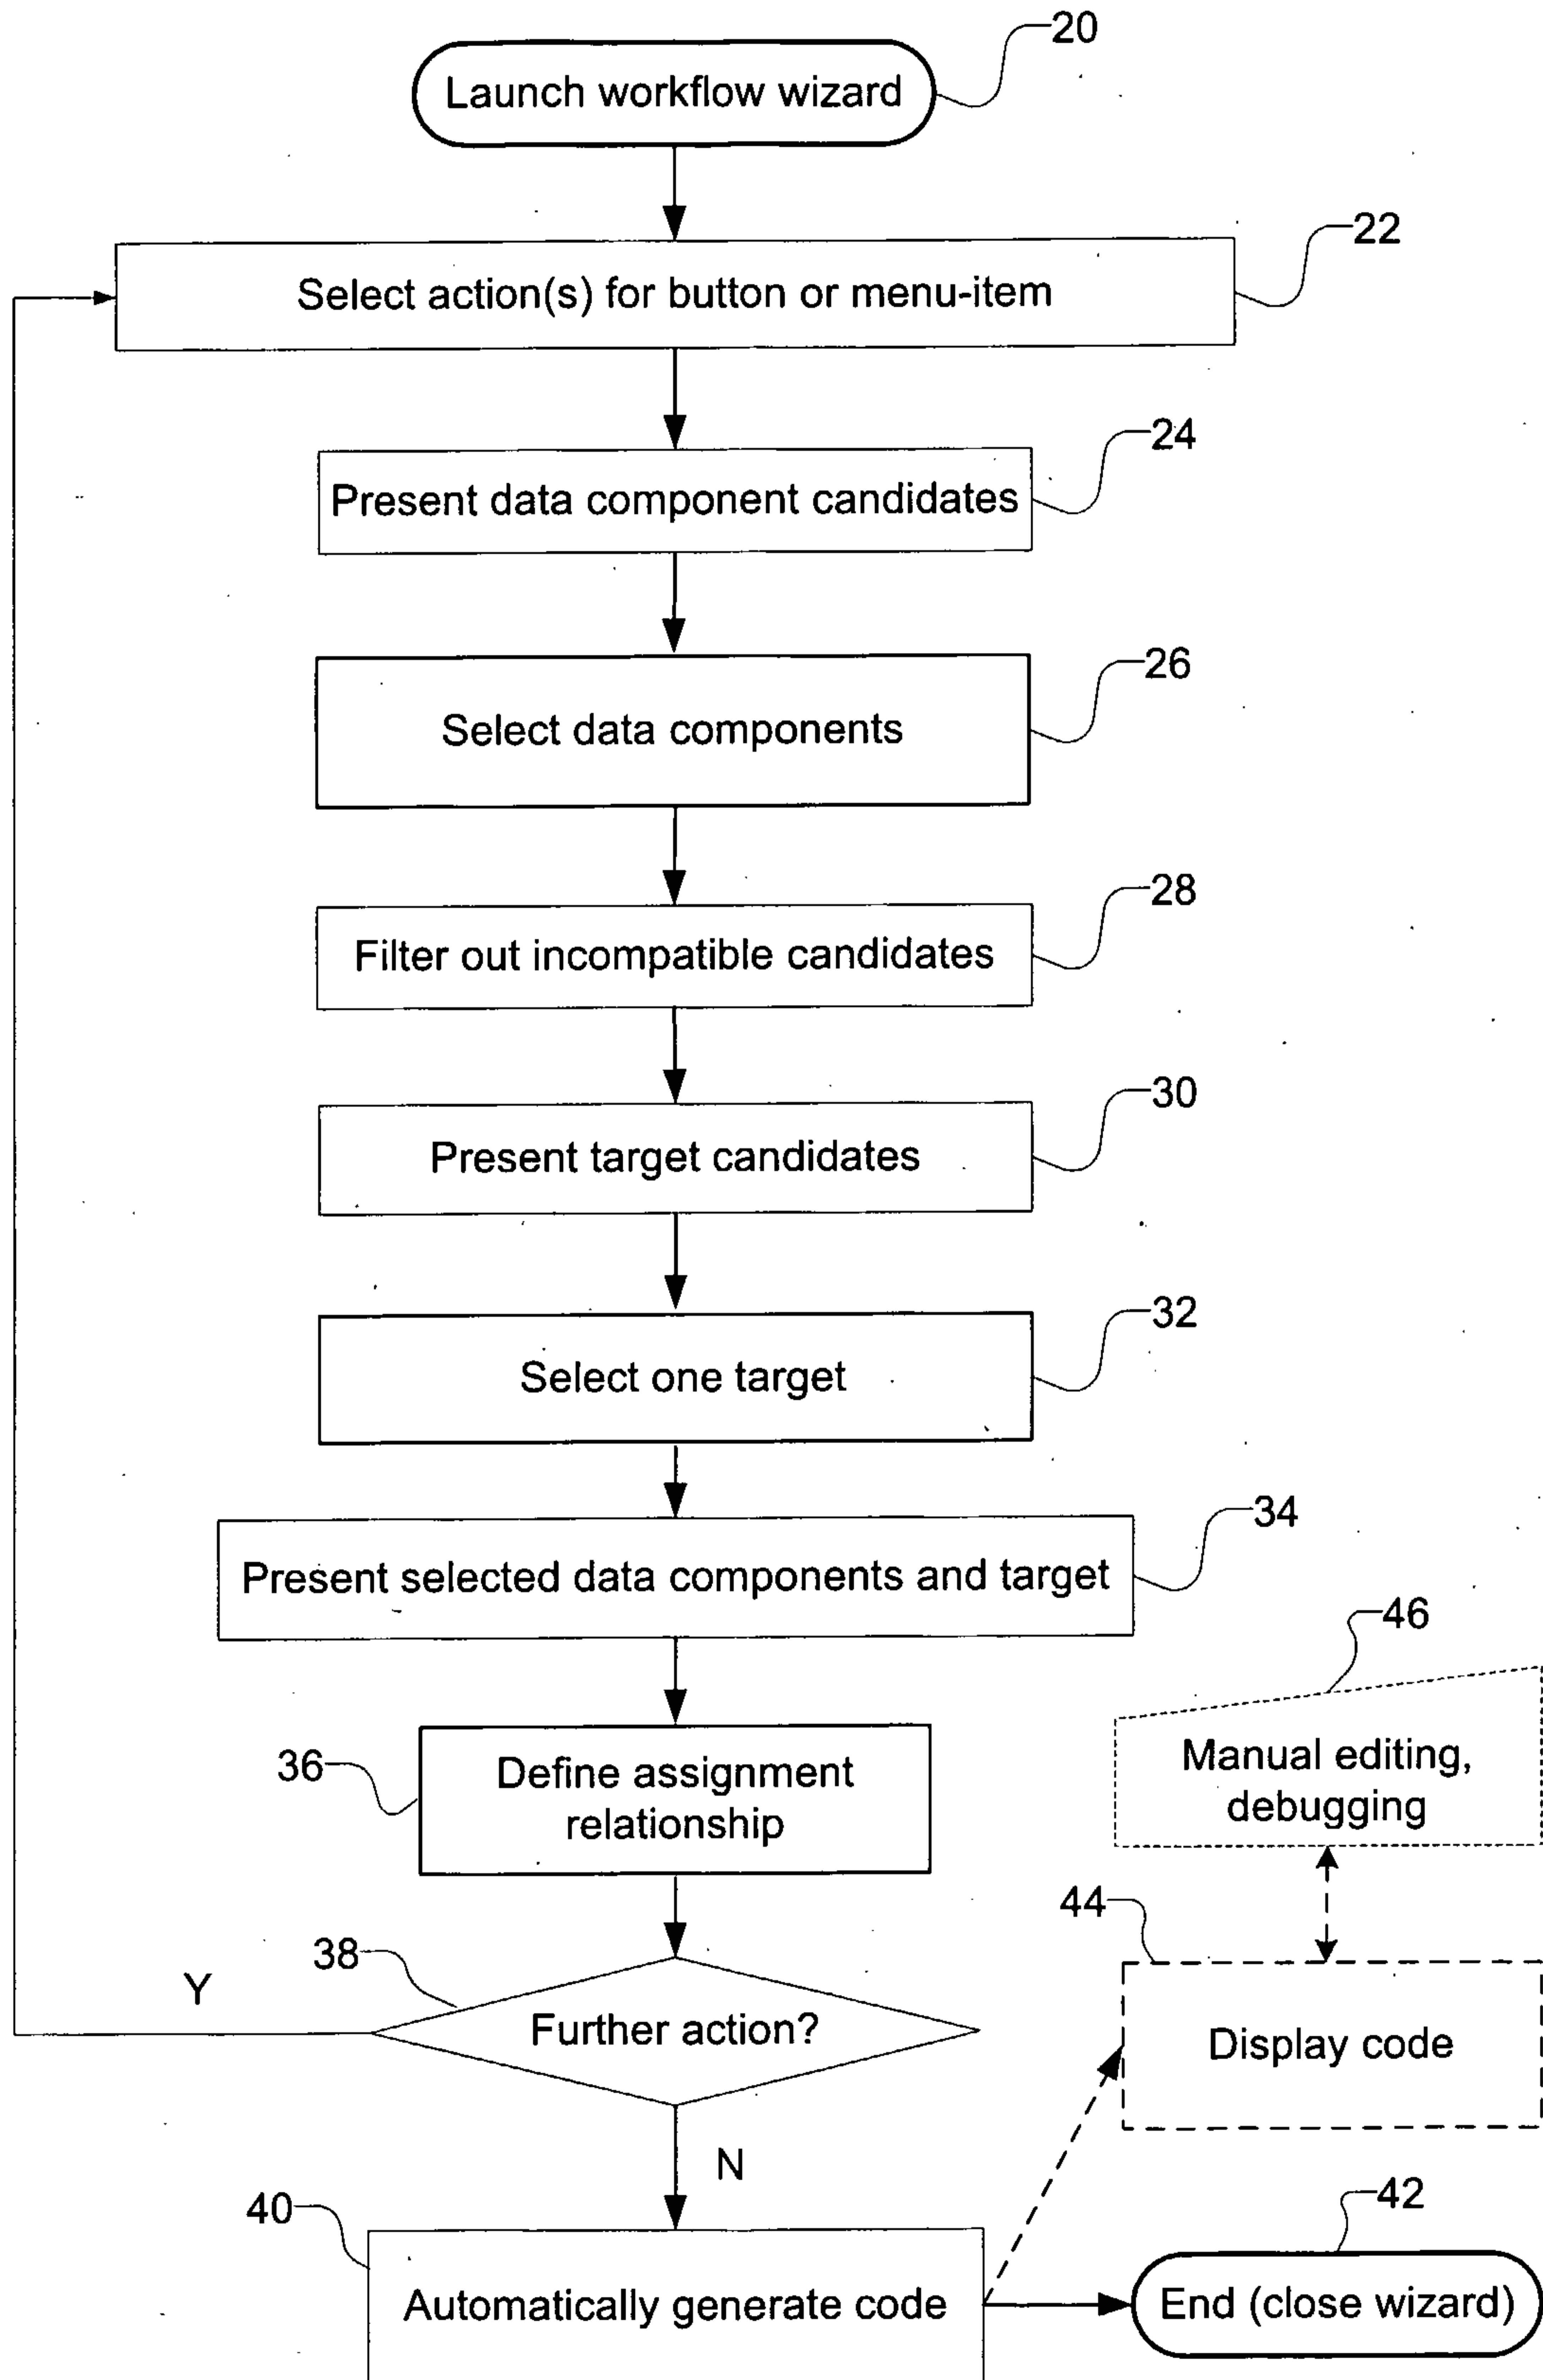 20
Launch workflow wizard
22
Select action(s) for button or menu-item
24
Present data component candidates
26
Select data components
28
Filter out incompatible candidates
30
Present target candidates
32
Select one target
34
Present selected data components and target
46
36
Define assignment
relationship
Manual editing,
debugging
44
38
Y
Further action?
Display code
N
40
42
Automatically generate code
End (close wizard)